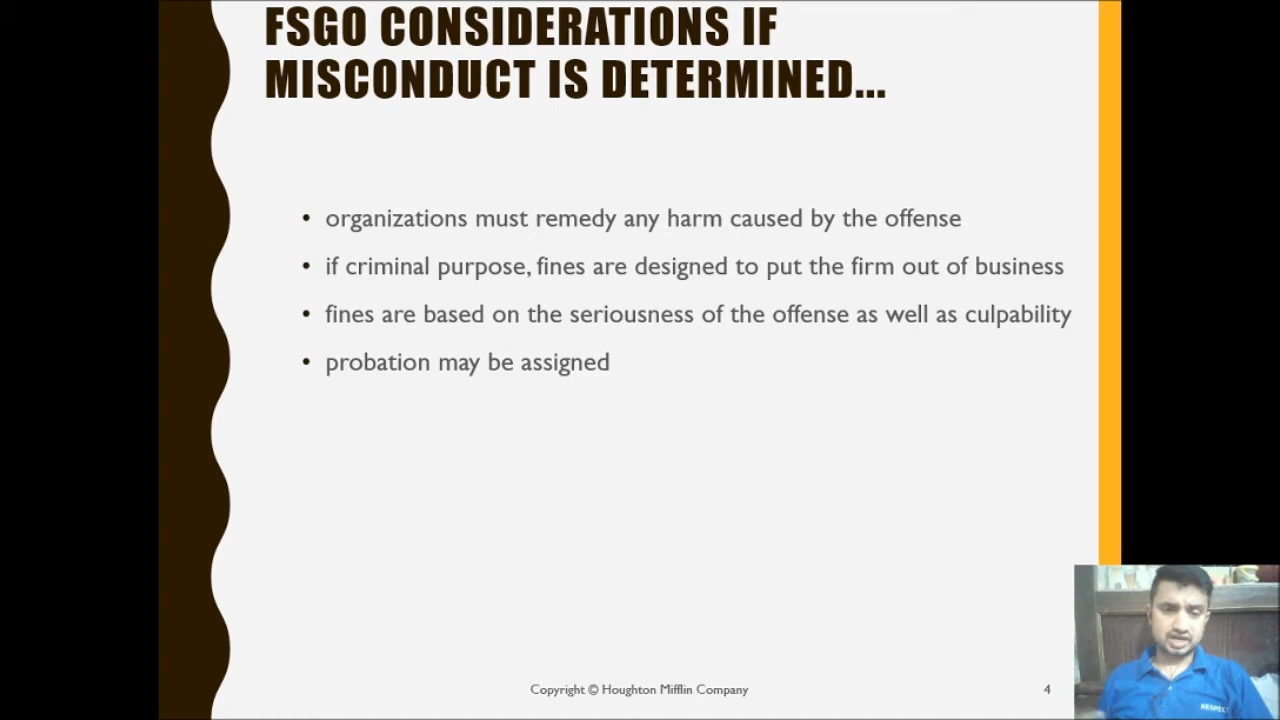 FSGO CONSIDERATIONS IF
MISCONDUCT IS DETERMINED...
• organizations must remedy any harm caused by the offense
• if criminal purpose, fines are designed to put the firm out of business
• fines are based on the seriousness of the offense as well as culpability
• probation may be assigned
Copyright © Houghton Mifflin Company
4
RESPECT